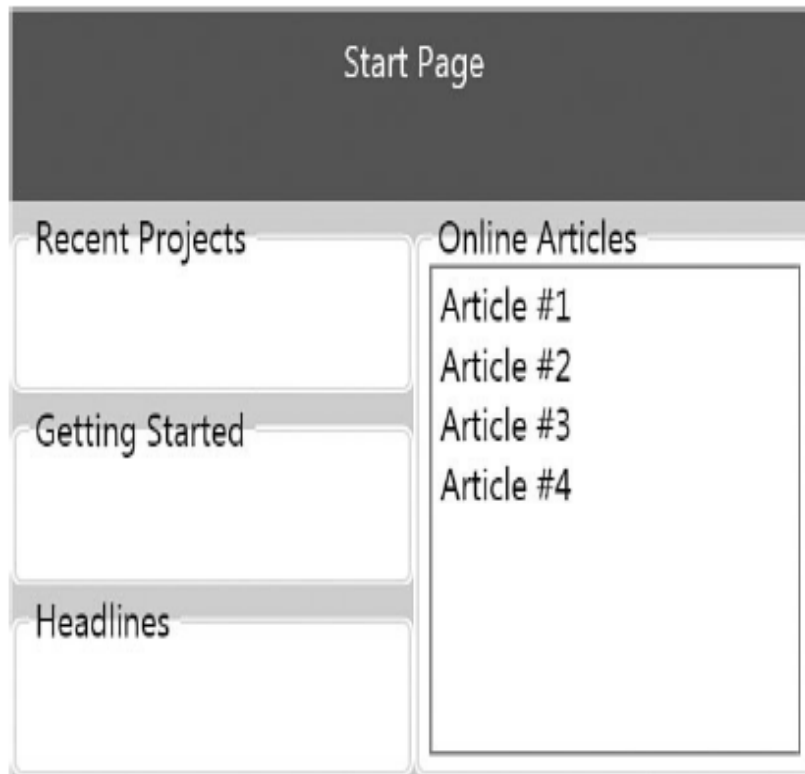 Start Page
Recent Projects
Getting Started
Headlines
Online Articles
Article #1
Article #2
Article #3
Article #4